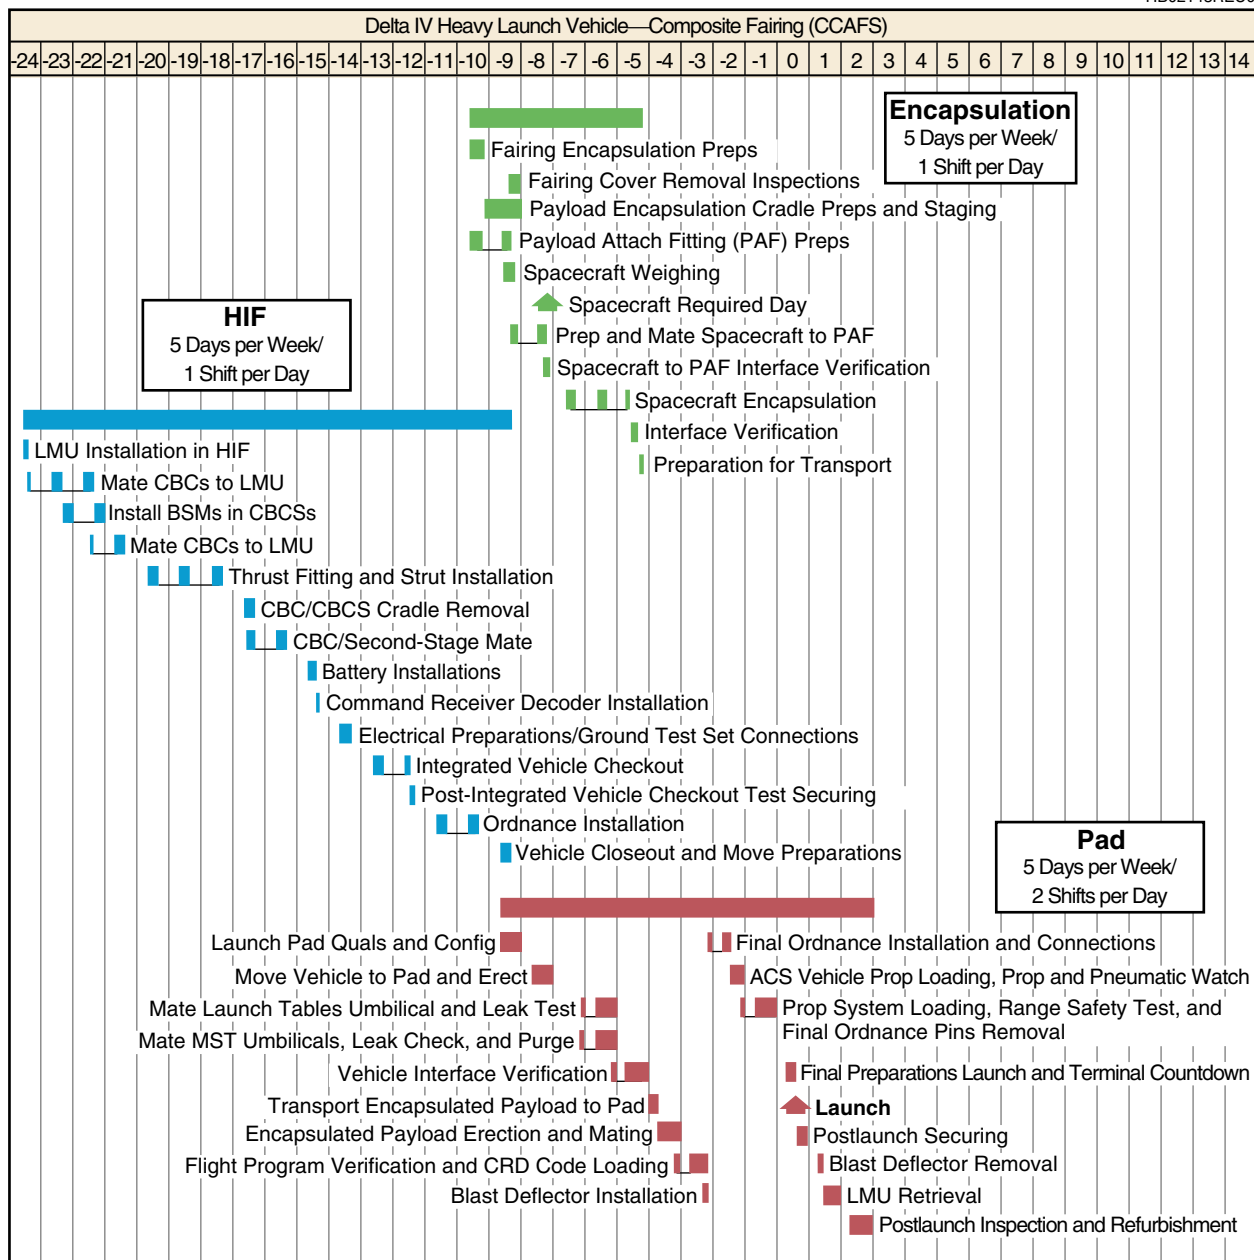 Delta IV Heavy Launch Vehicle—Composite Fairing (CCAFS)
-24 -23 -22 -21 -20 -19 -18 -17 -16 -15 -14 -13 -12 -11 -10 -9 -8 -7 -6 -5 -4 -3 -2 -1 0 1 2 3 4 5 6 7 8 9 10 11 12 13 14
Encapsulation
5 Days per Week/
1 Shift per Day
Fairing Encapsulation Preps
Fairing Cover Removal Inspections
Payload Encapsulation Cradle Preps and Staging
Payload Attach Fitting (PAF) Preps
Spacecraft Weighing
Spacecraft Required Day
Prep and Mate Spacecraft to PAF
Spacecraft to PAF Interface Verification
Spacecraft Encapsulation
Interface Verification
Preparation for Transport
HIF
5 Days per Week/
1 Shift per Day
LMU Installation in HIF
Mate CBCs to LMU
Install BSMs in CBCSs
Mate CBCs to LMU
Thrust Fitting and Strut Installation
CBC/CBCS Cradle Removal
CBC/Second-Stage Mate
Battery Installations
Command Receiver Decoder Installation
Electrical Preparations/Ground Test Set Connections
Integrated Vehicle Checkout
Post-Integrated Vehicle Checkout Test Securing
Ordnance Installation
Vehicle Closeout and Move Preparations
Pad
5 Days per Week/
2 Shifts per Day
Launch Pad Quals and Config
Move Vehicle to Pad and Erect
Mate Launch Tables Umbilical and Leak Test
Mate MST Umbilicals, Leak Check, and Purge
Vehicle Interface Verification
Transport Encapsulated Payload to Pad
Encapsulated Payload Erection and Mating
Flight Program Verification and CRD Code Loading
Blast Deflector Installation
Final Ordnance Installation and Connections
ACS Vehicle Prop Loading, Prop and Pneumatic Watch
Prop System Loading, Range Safety Test, and
Final Ordnance Pins Removal
Final Preparations Launch and Terminal Countdown
Launch
Postlaunch Securing
Blast Deflector Removal
LMU Retrieval
Postlaunch Inspection and Refurbishment